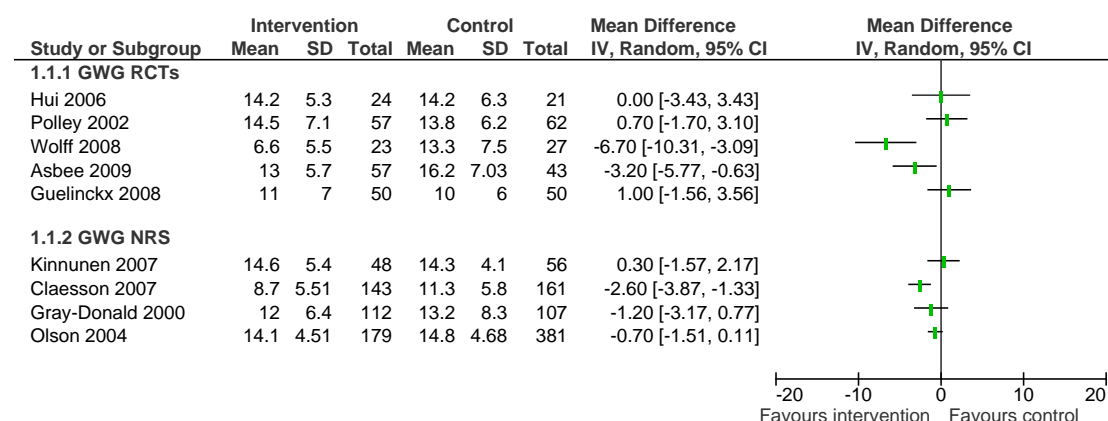 Intervention Control Mean Difference Mean Difference
Study or Subgroup Mean SD Total Mean SD Total IV, Random, 95% CI IV, Random, 95% CI
1.1.1 GWG RCTs
Hui 2006 14.2 5.3 24 14.2 6.3 21 0.00 [-3.43, 3.43]
Polley 2002 14.5 7.1 57 13.8 6.2 62 0.70 [-1.70, 3.10]
Wolff 2008 6.6 5.5 23 13.3 7.5 27 -6.70 [-10.31, -3.09]
Asbee 2009 13 5.7 57 16.2 7.03 43 -3.20 [-5.77, -0.63]
Guelinckx 2008 11 7 50 10 6 50 1.00 [-1.56, 3.56]
1.1.2 GWG NRS
Kinnunen 2007 14.6 5.4 48 14.3 4.1 56 0.30 [-1.57, 2.17]
Claesson 2007 8.7 5.51 143 11.3 5.8 161 -2.60 [-3.87, -1.33]
Gray-Donald 2000 12 6.4 112 13.2 8.3 107 -1.20 [-3.17, 0.77]
Olson 2004 14.1 4.51 179 14.8 4.68 381 -0.70 [-1.51, 0.11]
-20 -10 0 10 20
Favours intervention Favours control